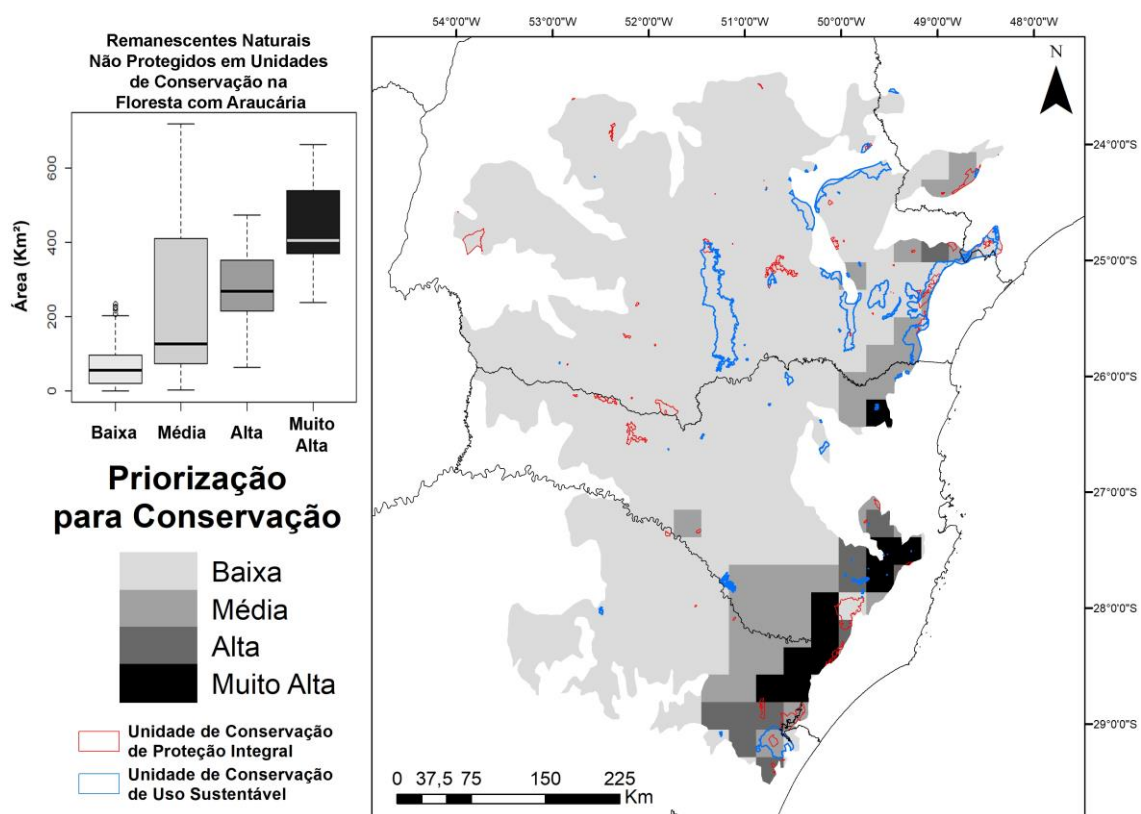 Remanescentes Naturais
Não Protegidos em Unidades
de Conservação na
Floresta com Araucária
Área (Km²)
600
400
200
0
Baixa Média Alta Muito
Alta
Priorização
para Conservação
Baixa
Média
Alta
Muito Alta
Unidade de Conservação
de Proteção Integral
Unidade de Conservação
de Uso Sustentável
54°0'0"W 53°0'0"W 52°0'0"W 51°0'0"W 50°0'0"W 49°0'0"W 48°0'0"W
N
24°0'0"S
25°0'0"S
26°0'0"S
27°0'0"S
28°0'0"S
29°0'0"S
0 37,5 75 150 225
Km